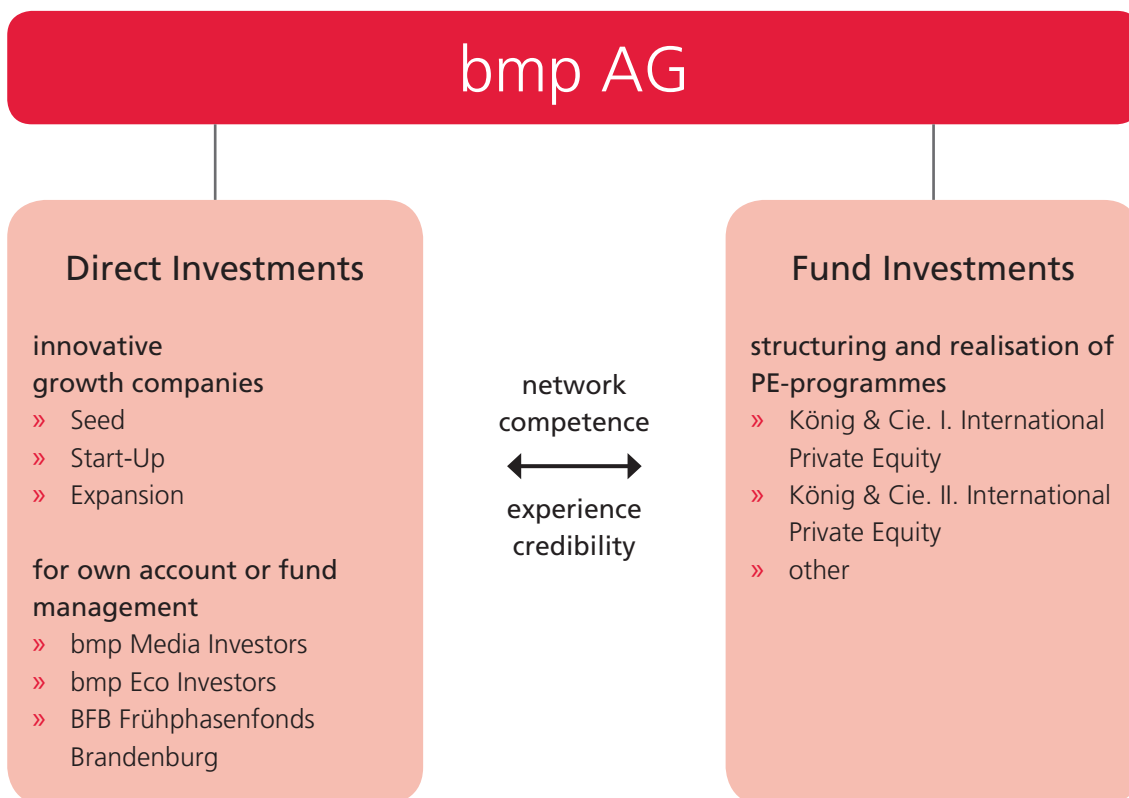 bmp AG
Direct Investments
innovative
growth companies
» Seed
» Start-Up
» Expansion
for own account or fund
management
» bmp Media Investors
» bmp Eco Investors
» BFB Frühphasenfonds
Brandenburg
network
competence
experience
credibility
Fund Investments
structuring and realisation of
PE-programmes
» König & Cie. I. International
Private Equity
» König & Cie. II. International
Private Equity
» other